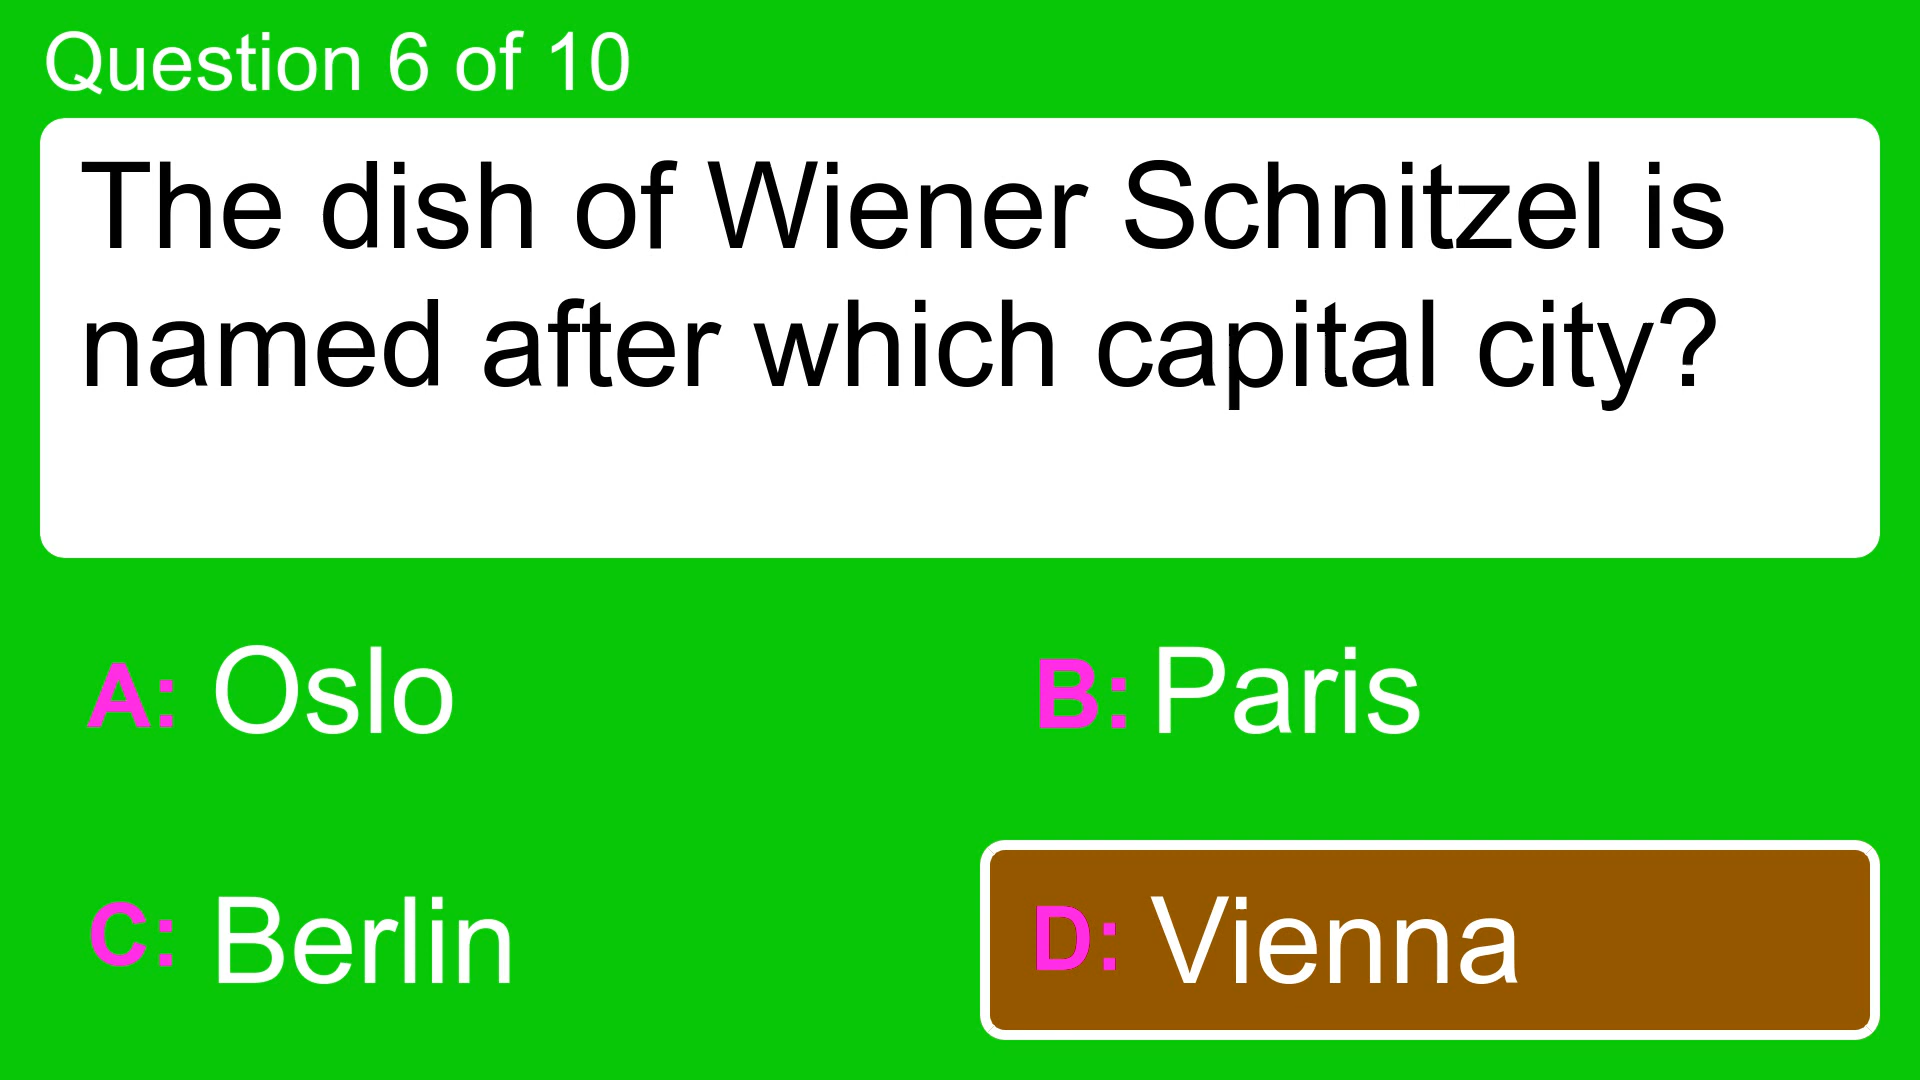 Question 6 of 10
The dish of Wiener Schnitzel is
named after which capital city?
A: Oslo
B: Paris
C: Berlin
D: Vienna